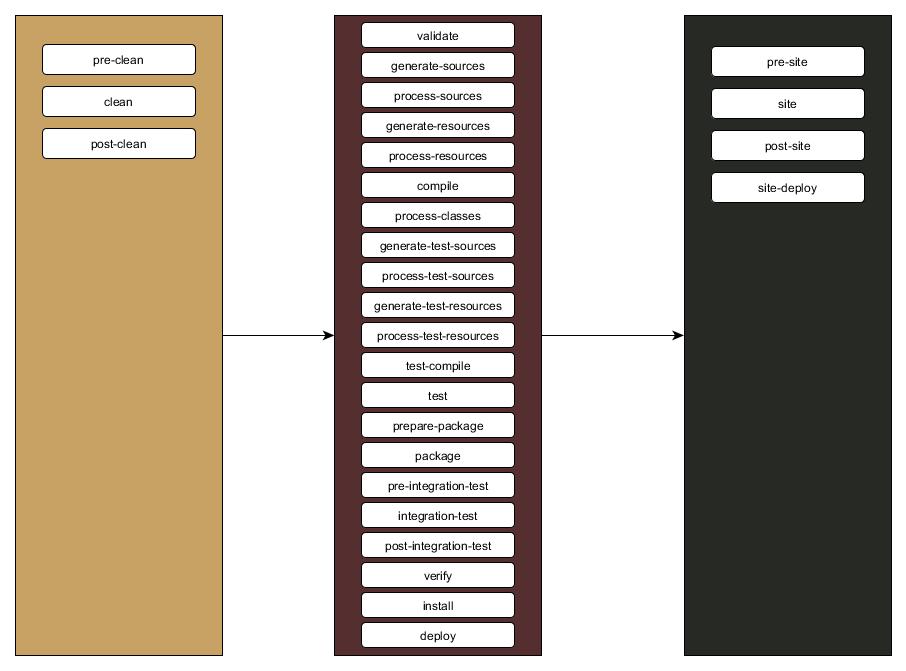 pre-clean
clean
post-clean
validate
generate-sources
process-sources
generate-resources
process-resources
compile
process-classes
generate-test-sources
process-test-sources
generate-test-resources
process-test-resources
test-compile
test
prepare-package
package
pre-integration-test
integration-test
post-integration-test
verify
install
deploy
pre-site
site
post-site
site-deploy